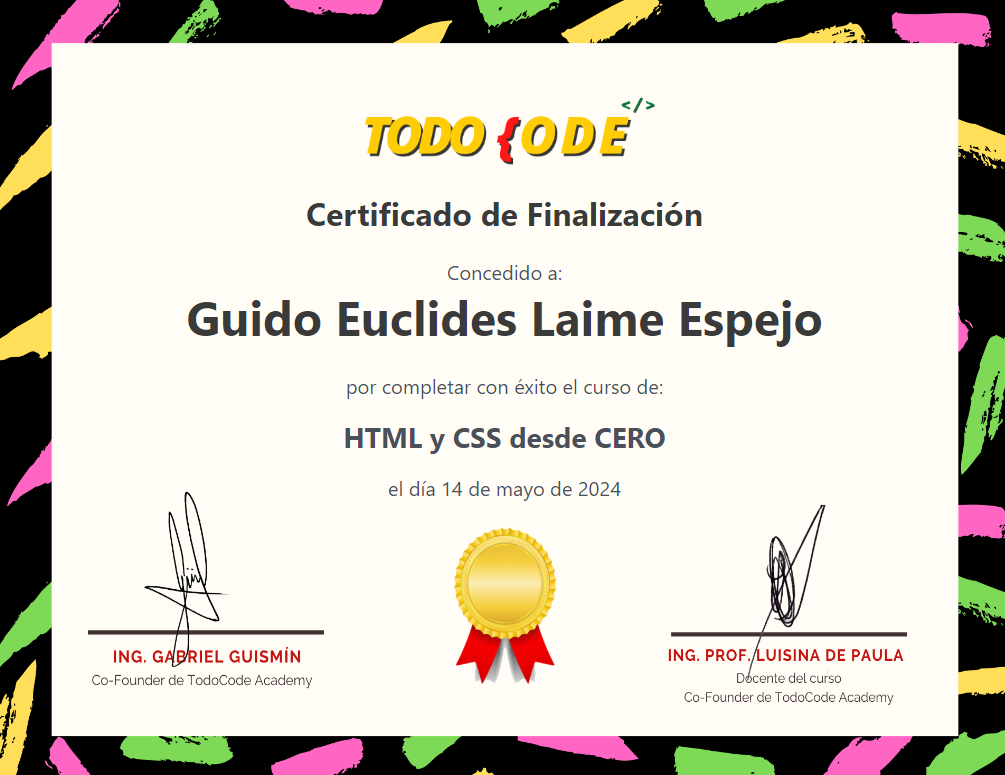 </>
TODO {ODE
Certificado de Finalización
Concedido a:
Guido Euclides Laime Espejo
por completar con éxito el curso de:
HTML y CSS desde CERO
el día 14 de mayo de 2024
ING. GABRIEL GUISMÍN
Co-Founder de TodoCode Academy
ING. PROF. LUISINA DE PAULA
Docente del curso
Co-Founder de TodoCode Academy